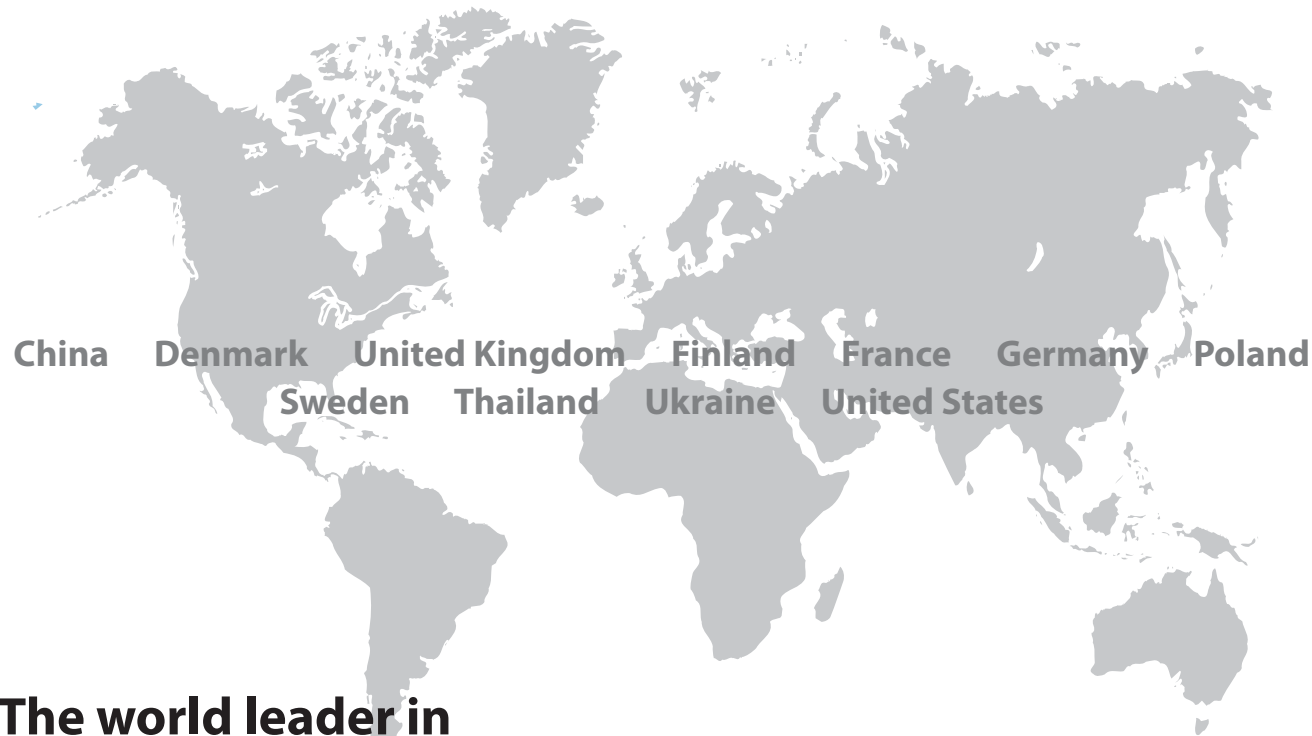 China Denmark United Kingdom Finland France Germany Poland
Sweden Thailand Ukraine United States
The world leader in